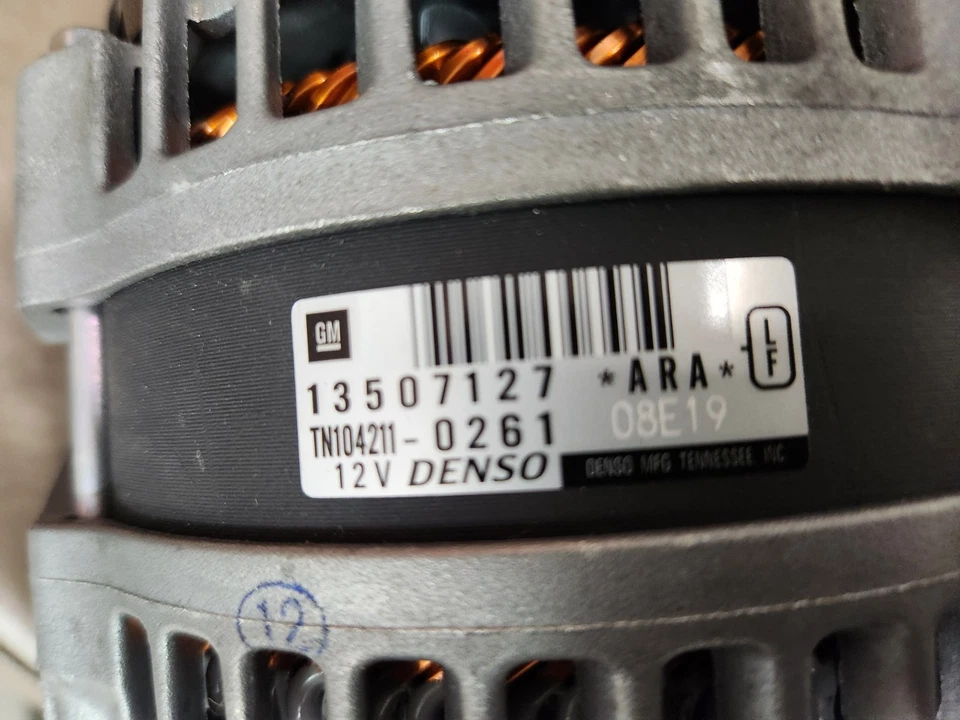 GM
13507127 *ARA*
LF
TN104211-0261 08E19
12V DENSO DENSO MFG TENNESSEE, INC
12